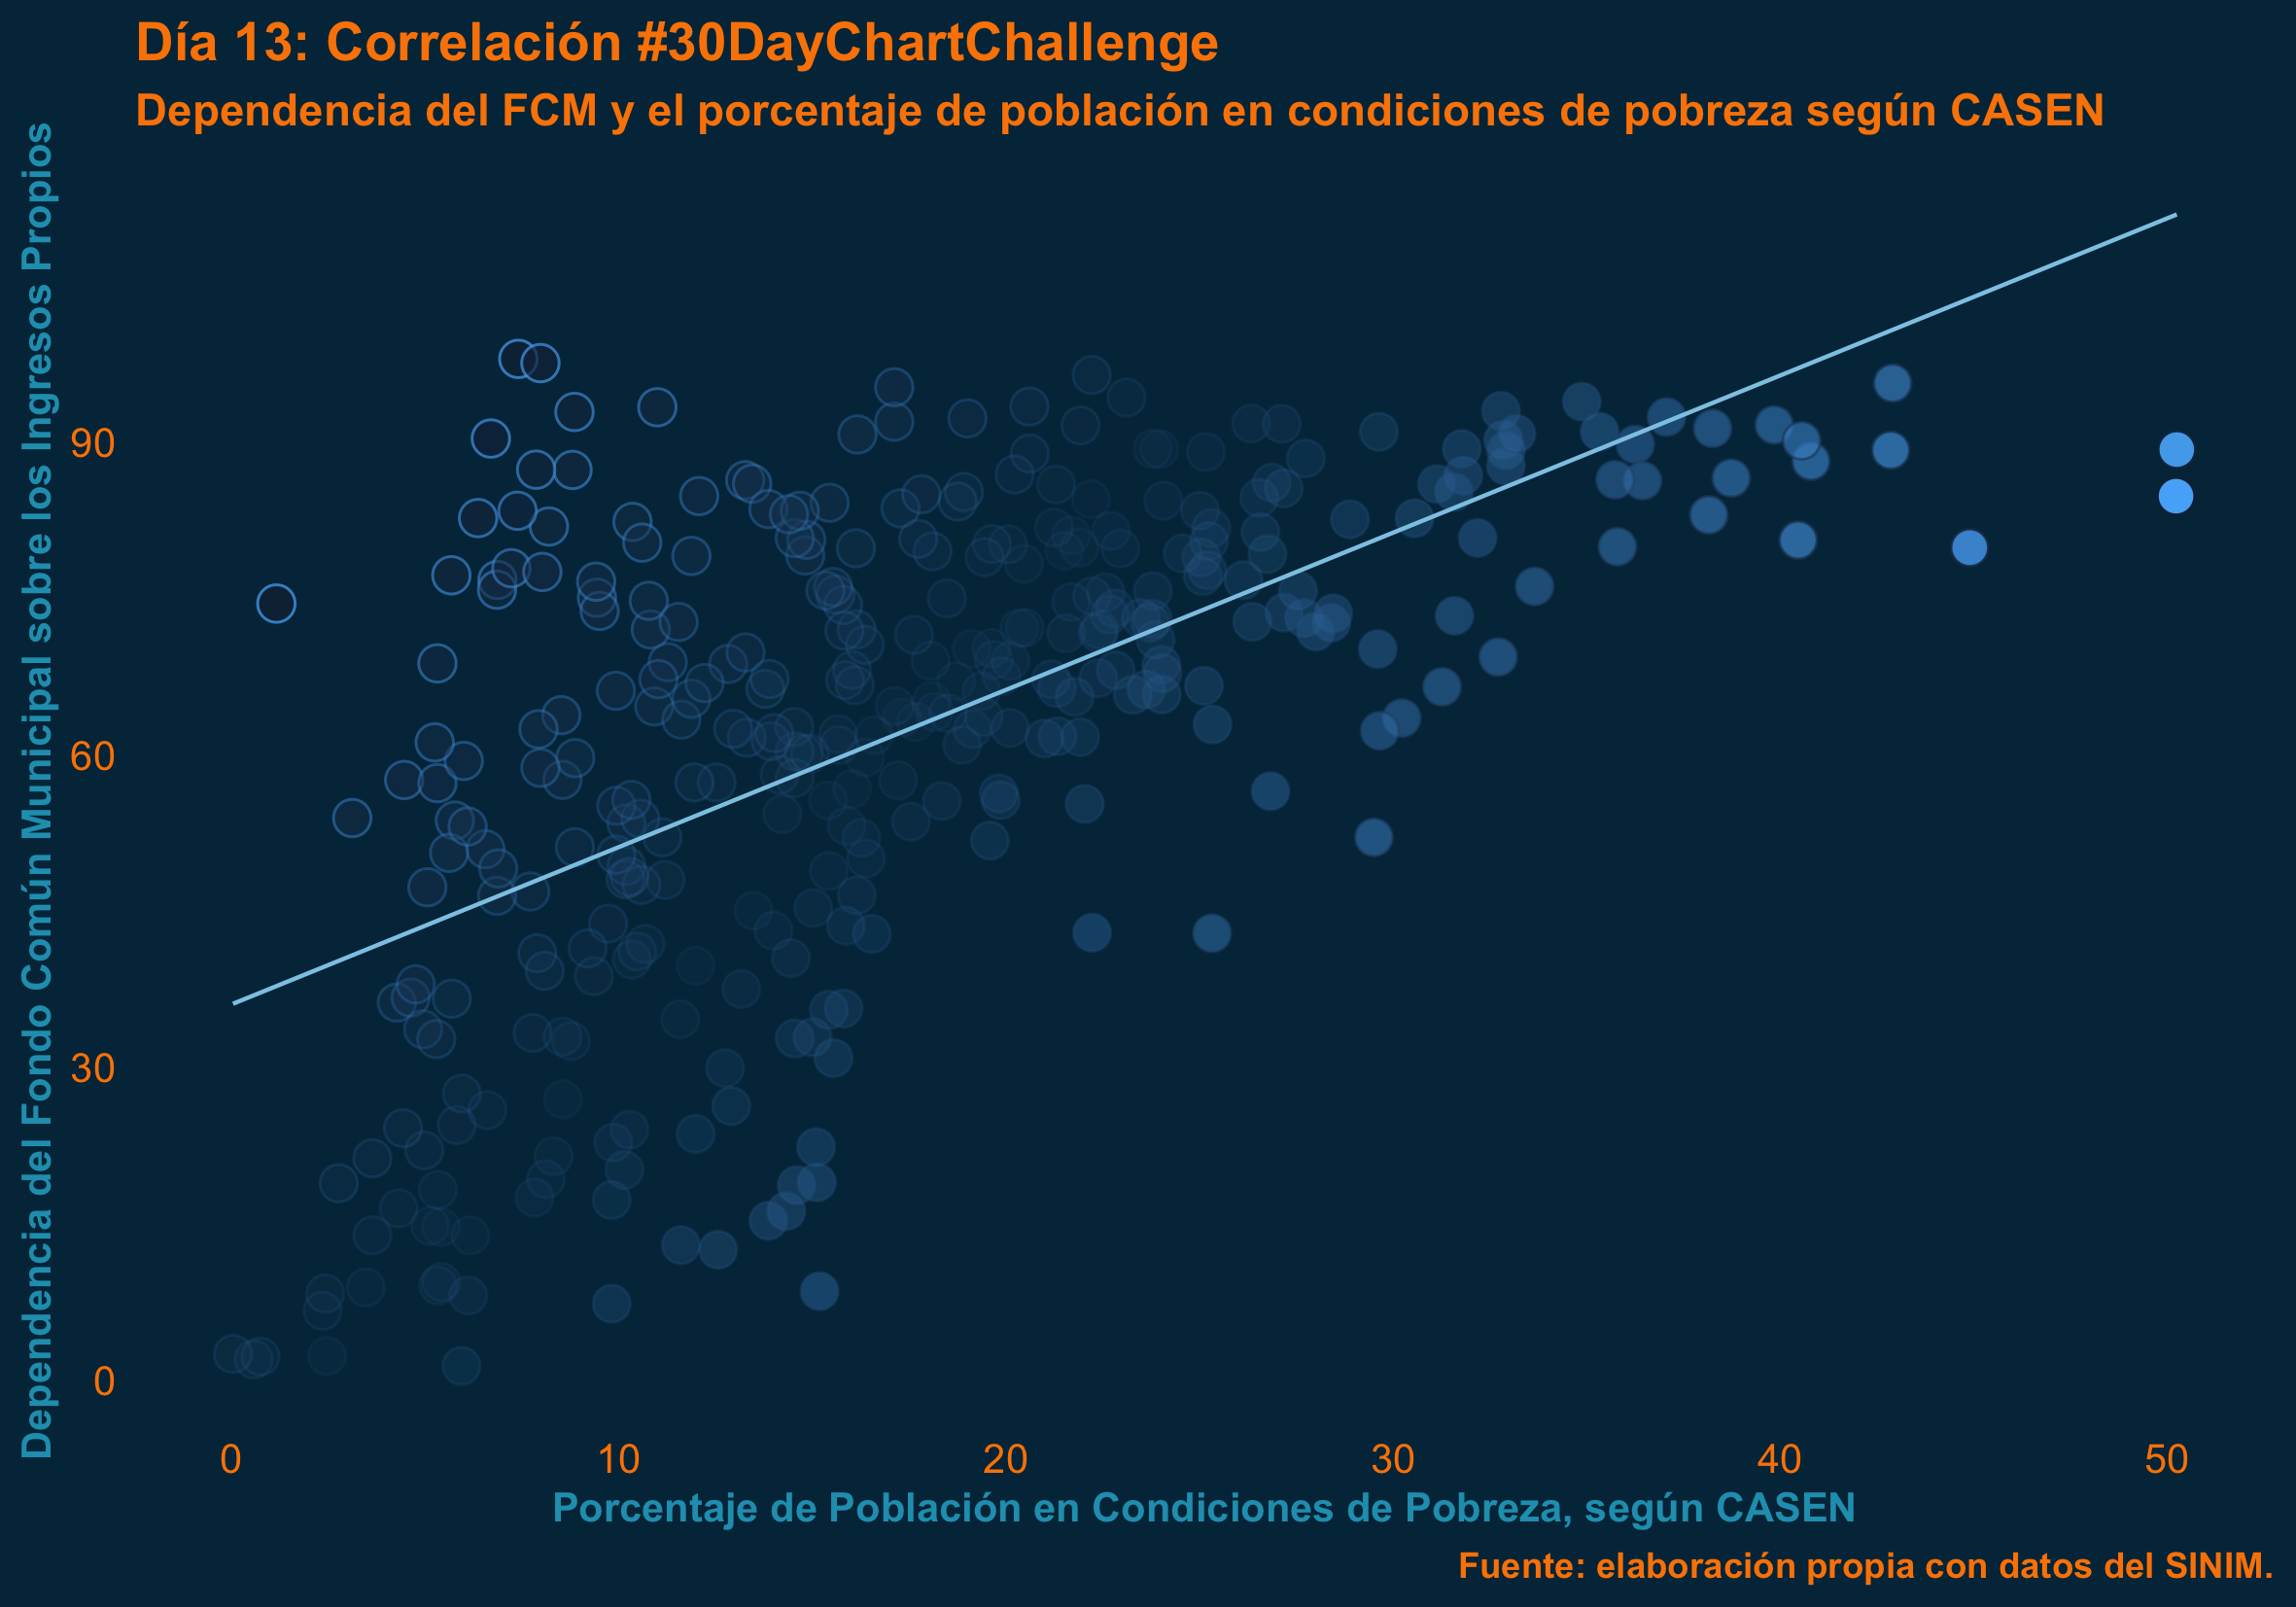 Día 13: Correlación #30DayChartChallenge
Dependencia del FCM y el porcentaje de población en condiciones de pobreza según CASEN
Dependencia del Fondo Común Municipal sobre los Ingresos Propios
90
60
30
0
0 10 20 30 40 50
Porcentaje de Población en Condiciones de Pobreza, según CASEN
Fuente: elaboración propia con datos del SINIM.